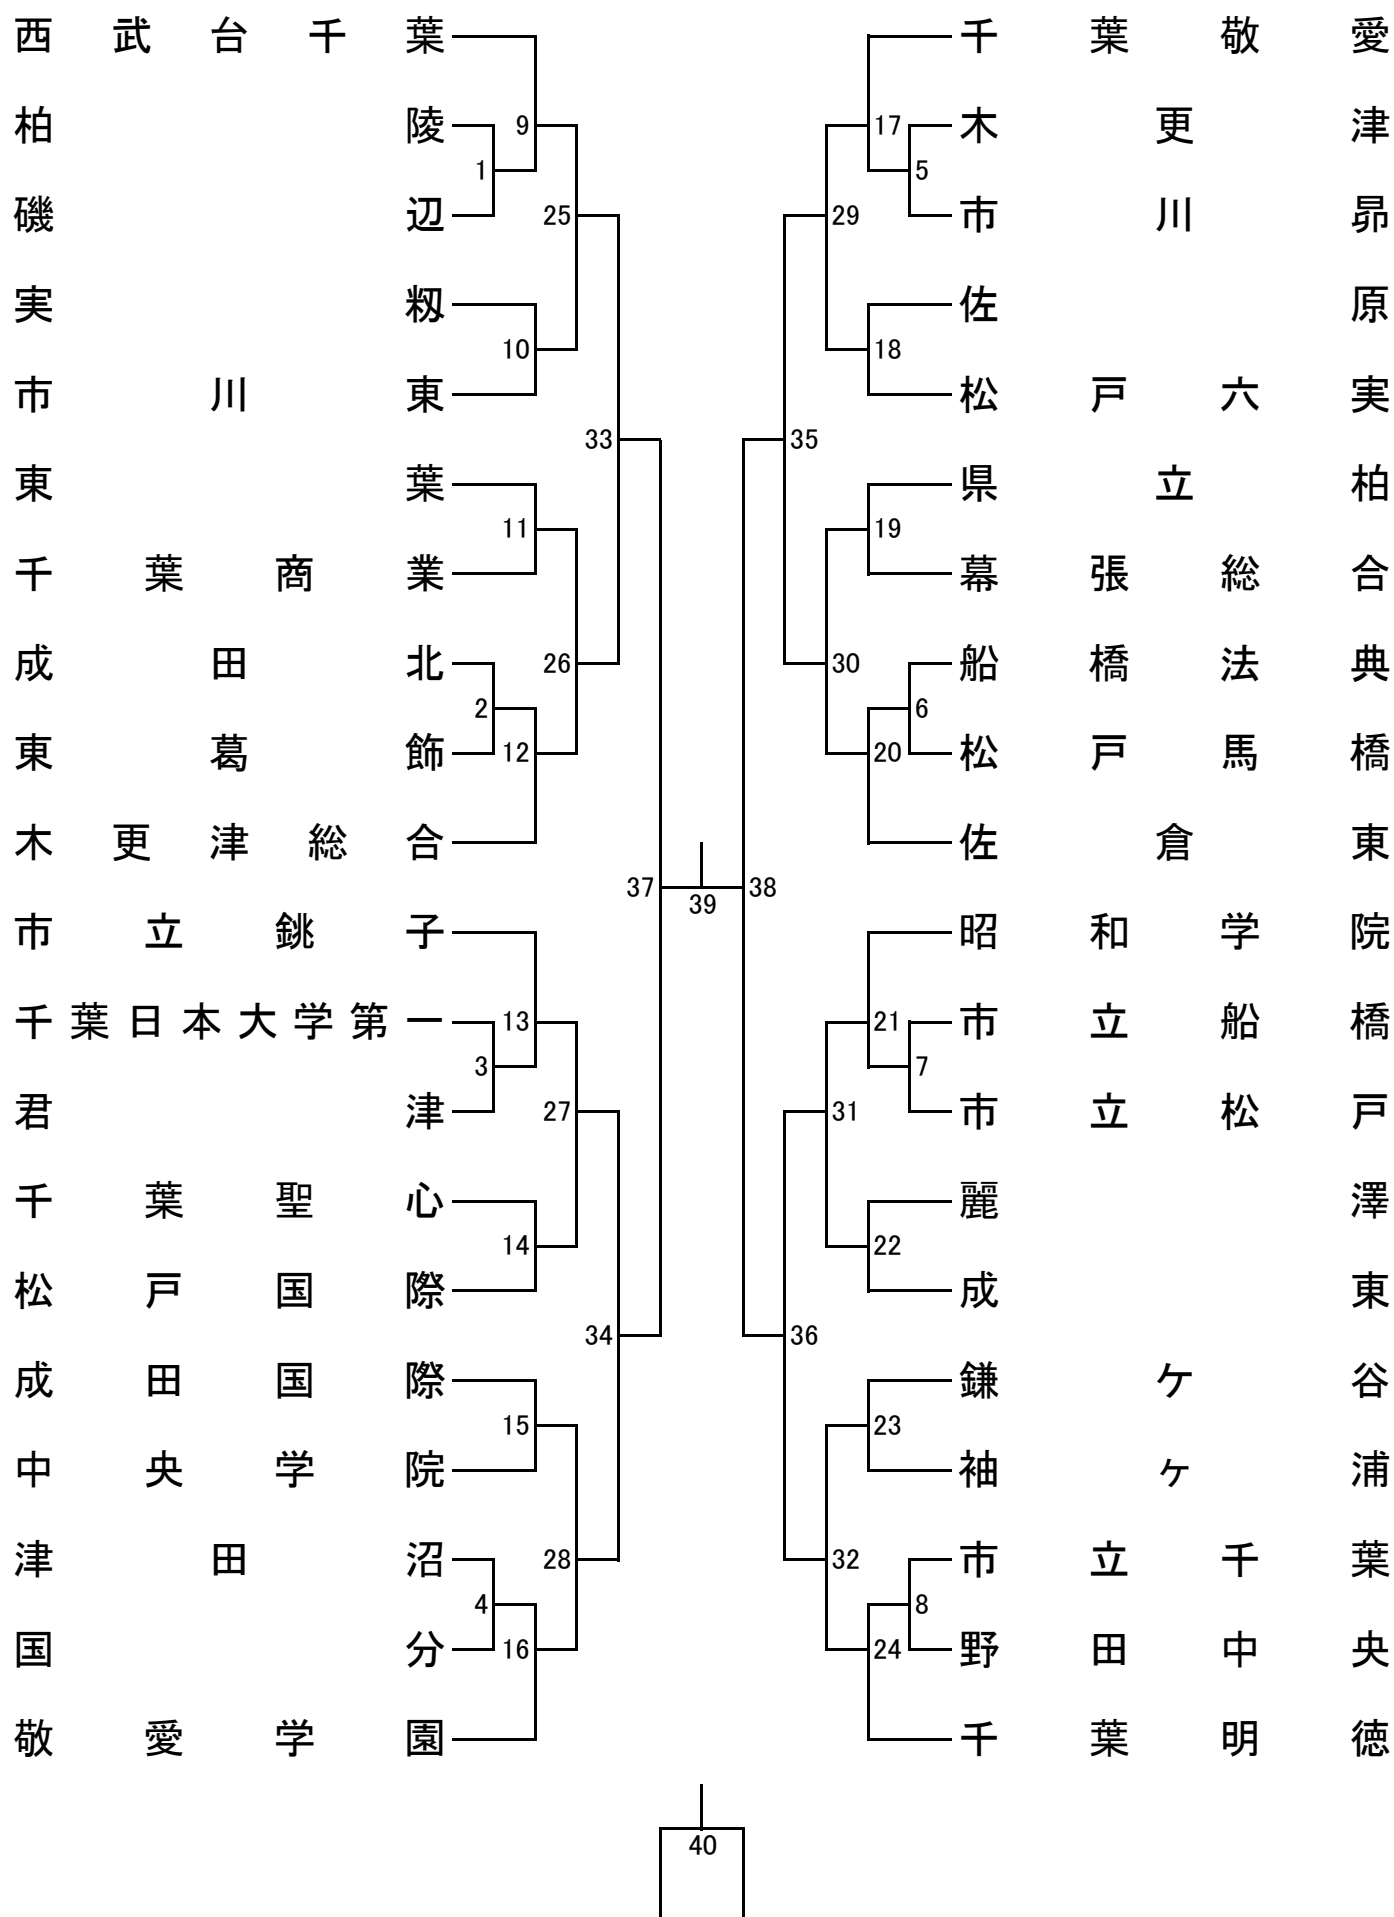 西武台千葉 千葉敬愛
柏陵 9 17 木更津
1 5
磯辺 25 29 市川昴
実籾 佐原
10 18
市川東 松戸六実
33 35
東葉 県立柏
11 19
千葉商業 幕張総合
成田北 26 30 船橋法典
2 6
東葛飾 12 20 松戸馬橋
木更津総合 佐倉東
37 38
39
市立銚子 昭和学院
千葉日本大学第一 13 21 市立船橋
3 7
君津 27 31 市立松戸
千葉聖心 麗澤
14 22
松戸国際 成東
34 36
成田国際 鎌ケ谷
15 23
中央学院 袖ヶ浦
津田沼 28 32 市立千葉
4 8
国分 16 24 野田中央
敬愛学園 千葉明徳
40